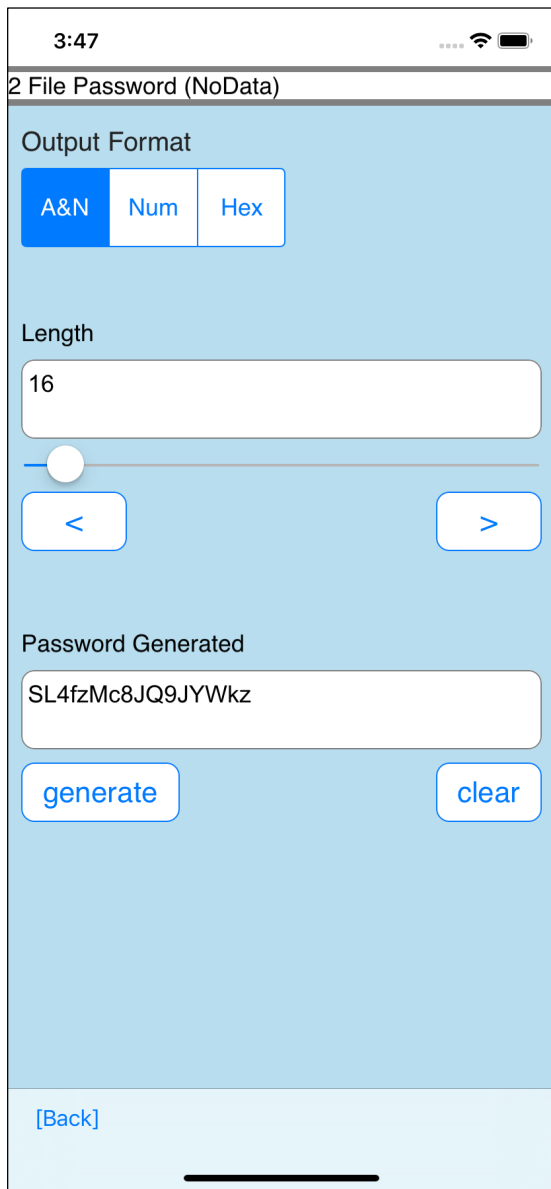 3:47
2 File Password (NoData)
Output Format
A&N Num Hex
Length
16
< >
Password Generated
SL4fzMc8JQ9JYWkz
generate clear
[Back]